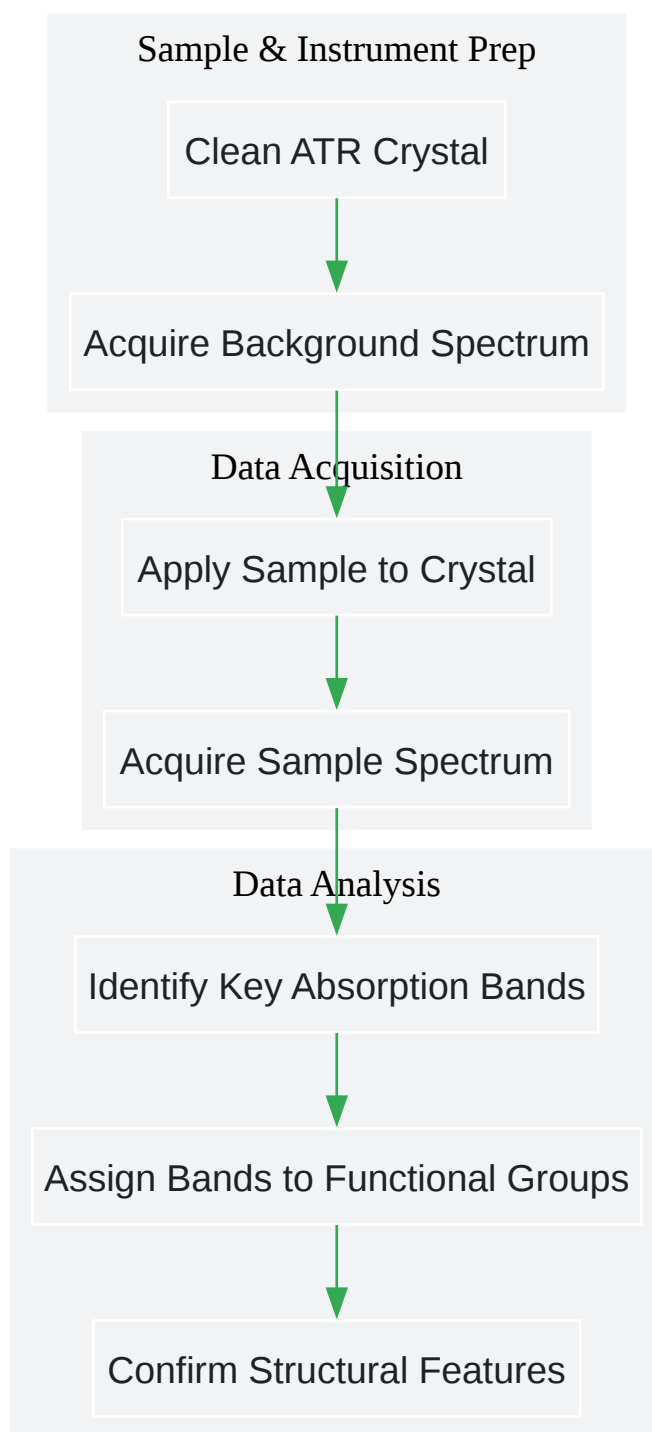 Sample & Instrument Prep
Clean ATR Crystal
Acquire Background Spectrum
Data Acquisition
Apply Sample to Crystal
Acquire Sample Spectrum
Data Analysis
Identify Key Absorption Bands
Assign Bands to Functional Groups
Confirm Structural Features